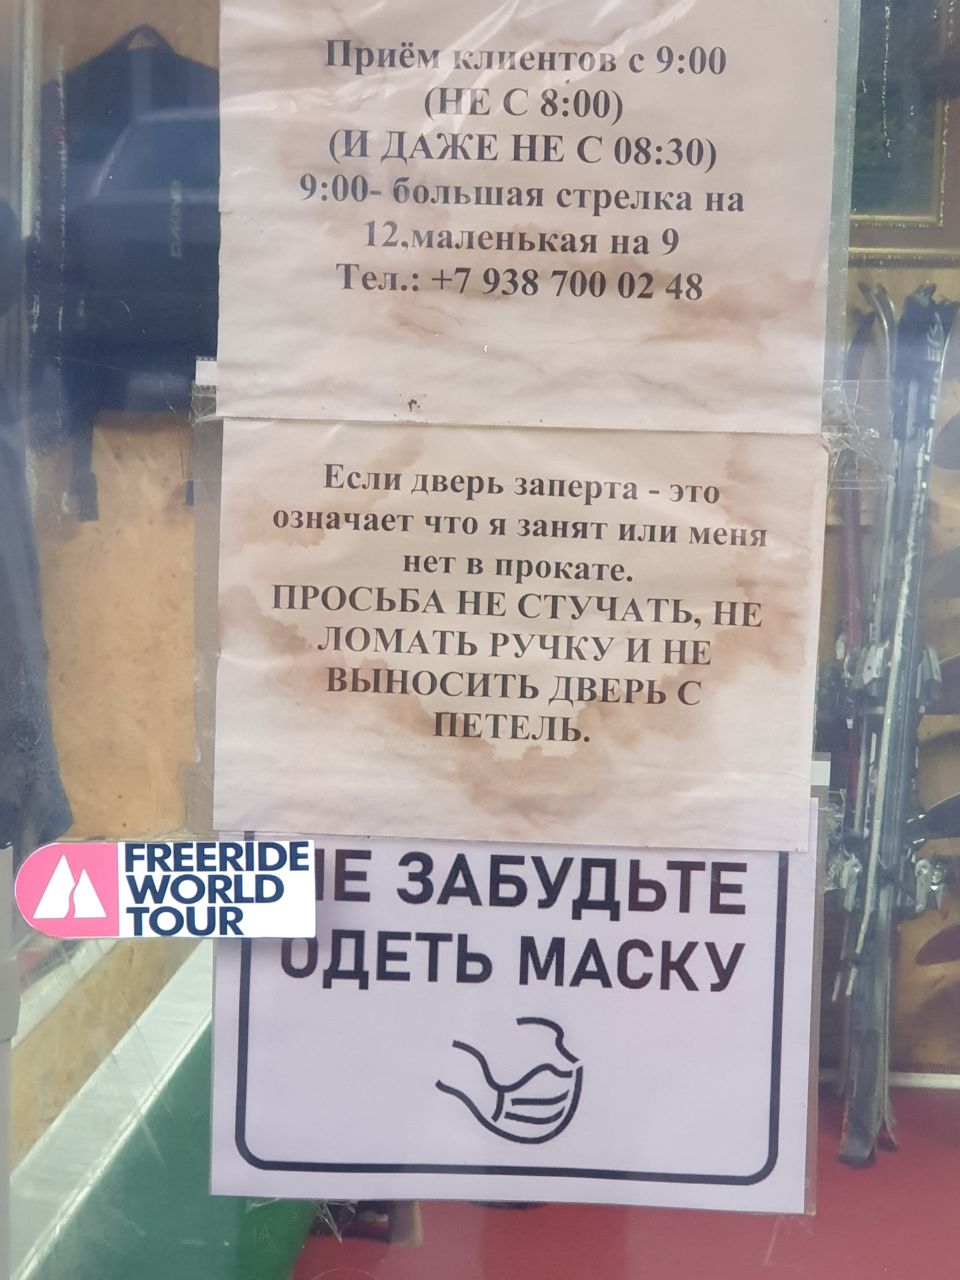 Приём клиентов с 9:00
(НЕ С 8:00)
(И ДАЖЕ НЕ С 08:30)
9:00- большая стрелка на
12,маленькая на 9
Тел.: +7 938 700 02 48
Если дверь заперта - это
означает что я занят или меня
нет в прокате.
ПРОСЬБА НЕ СТУЧАТЬ, НЕ
ЛОМАТЬ РУЧКУ И НЕ
ВЫНОСИТЬ ДВЕРЬ С
ПЕТЕЛЬ.
FREERIDE
WORLD
TOUR
НЕ ЗАБУДЬТЕ
ОДЕТЬ МАСКУ